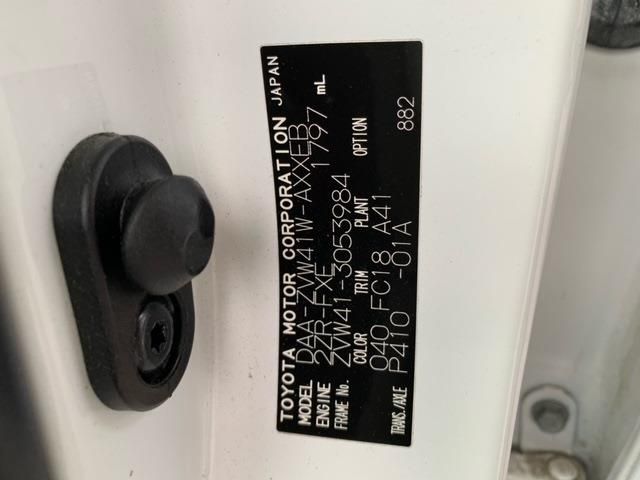 TOYOTA MOTOR CORPORATION JAPAN
MODEL DAA-ZVW41W-AXXEB
ENGINE 2ZR-FXE 1797 mL
FRAME No. ZVW41-3053984
COLOR TRIM PLANT OPTION
040 FC18 A41
TRANS./AXLE P410 -01A 882